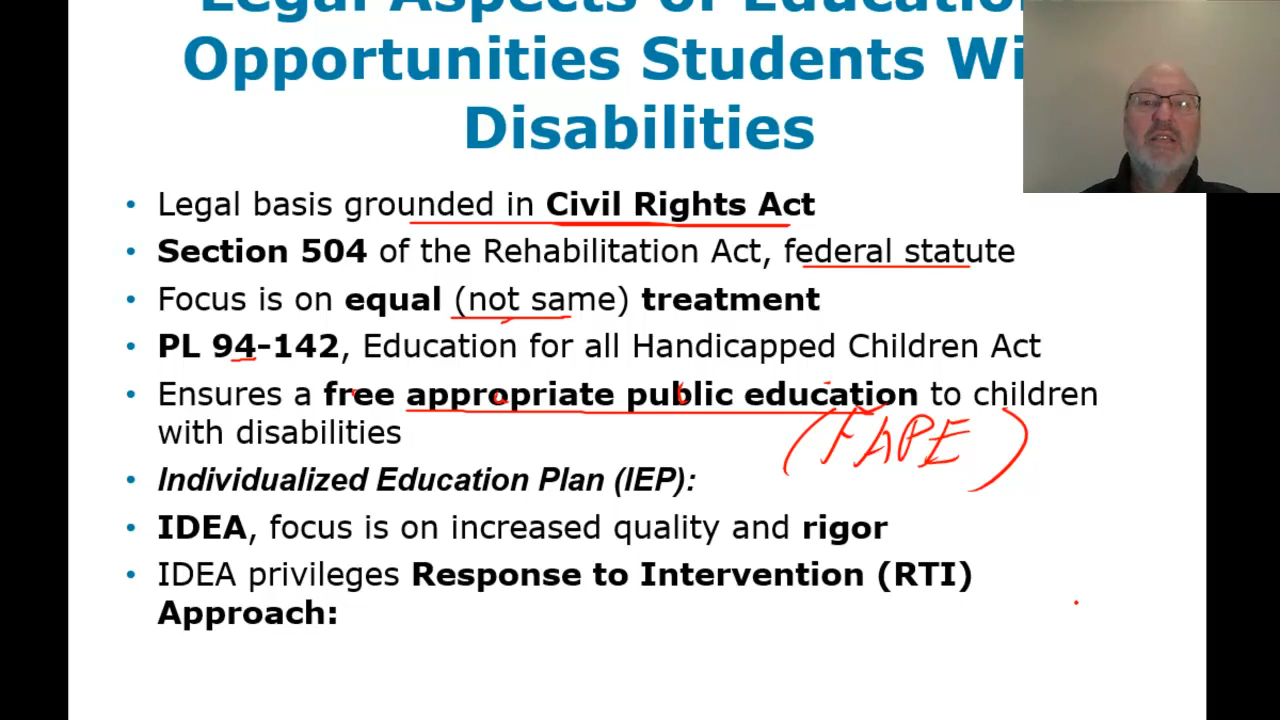 Legal Aspects of Education
Opportunities Students Wi
Disabilities
• Legal basis grounded in Civil Rights Act
• Section 504 of the Rehabilitation Act, federal statute
• Focus is on equal (not same) treatment
• PL 94-142, Education for all Handicapped Children Act
• Ensures a free appropriate public education to children
with disabilities
(FAPE)
• Individualized Education Plan (IEP):
• IDEA, focus is on increased quality and rigor
• IDEA privileges Response to Intervention (RTI)
Approach: